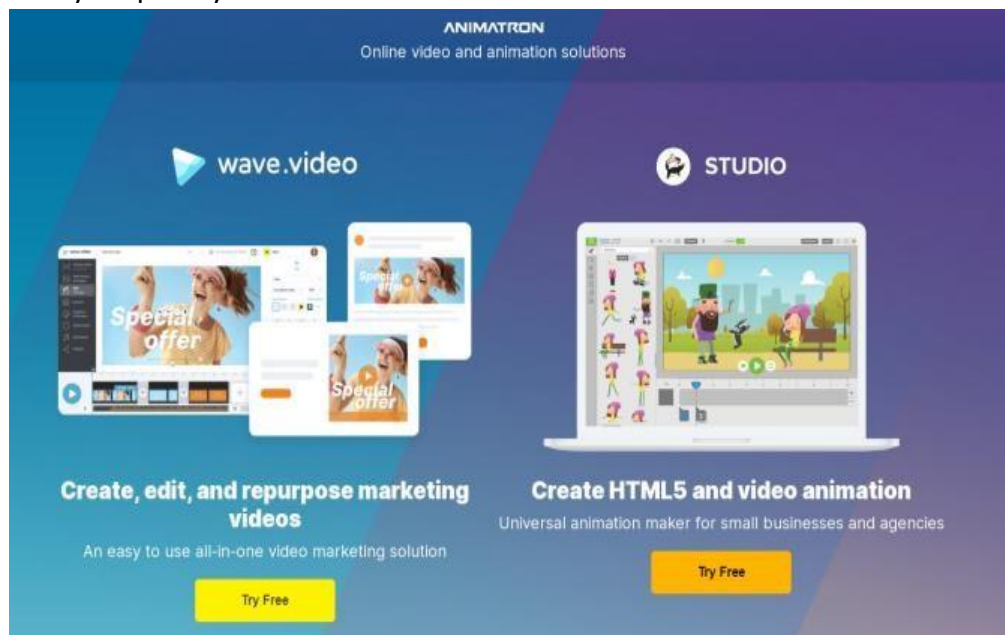 ANIMATRON
Online video and animation solutions
wave.video
STUDIO
Special
offer
Special
offer
Special
offer
Create, edit, and repurpose marketing
videos
An easy to use all-in-one video marketing solution
Try Free
Create HTML5 and video animation
Universal animation maker for small businesses and agencies
Try Free